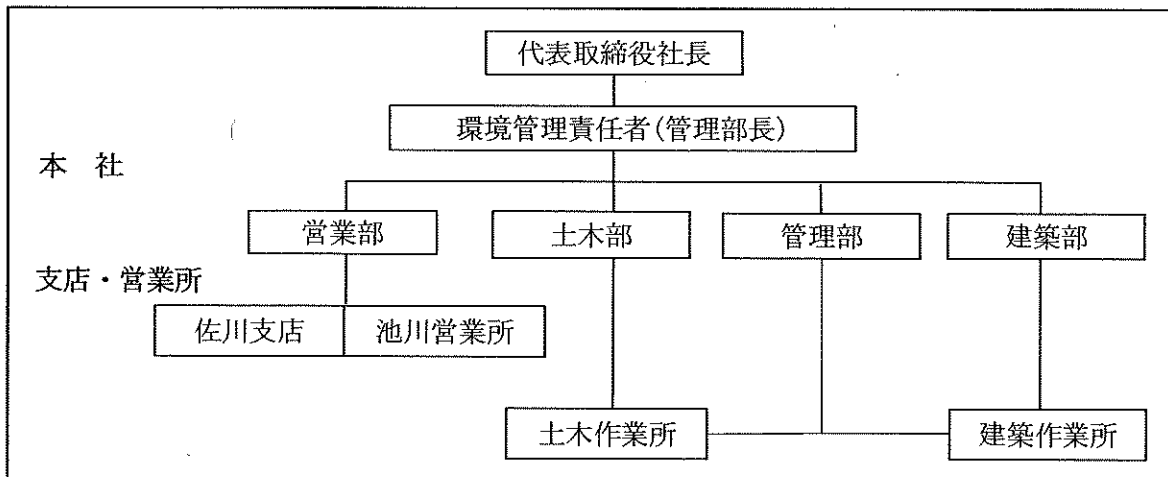 代表取締役社長
環境管理責任者(管理部長)
本 社
営業部 土木部 管理部 建築部
支店・営業所
佐川支店 池川営業所
土木作業所 建築作業所